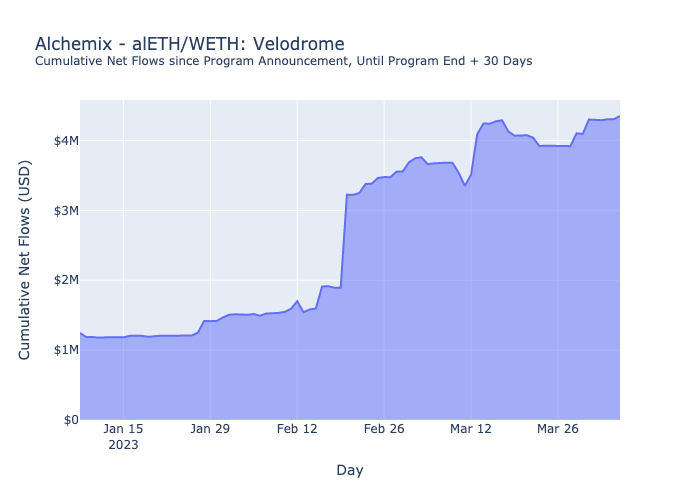 Alchemix - alETH/WETH: Velodrome
Cumulative Net Flows since Program Announcement, Until Program End + 30 Days
Cumulative Net Flows (USD)
$4M
$3M
$2M
$1M
$0
Jan 15 Jan 29 Feb 12 Feb 26 Mar 12 Mar 26
2023
Day